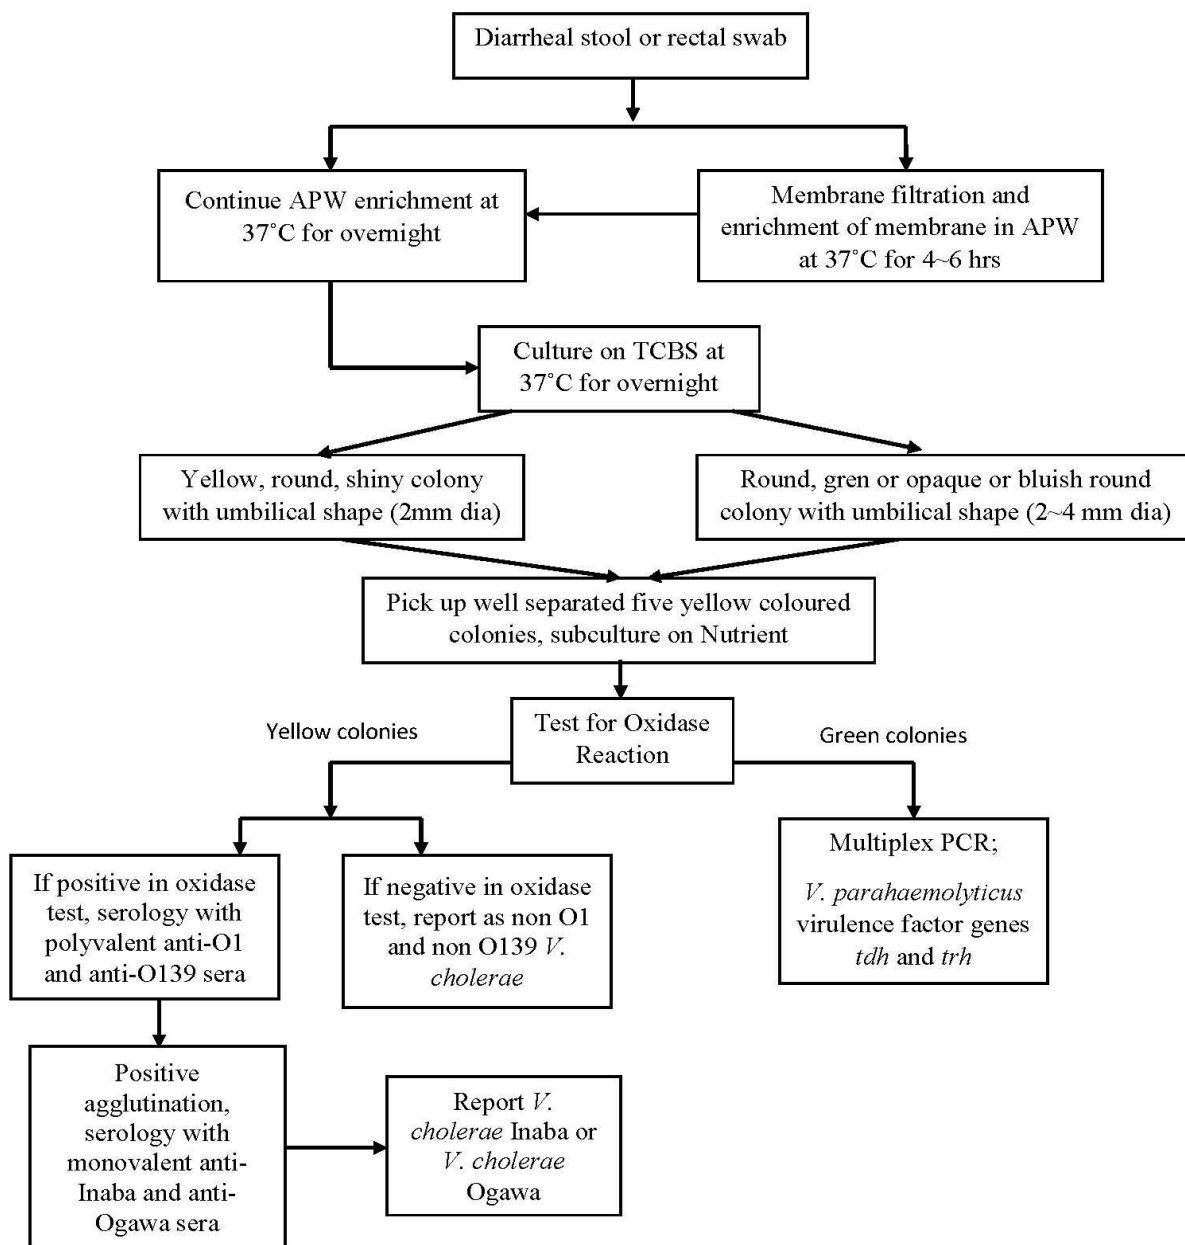 Diarrheal stool or rectal swab
Continue APW enrichment at
37˚C for overnight
Membrane filtration and
enrichment of membrane in APW
at 37˚C for 4~6 hrs
Culture on TCBS at
37˚C for overnight
Yellow, round, shiny colony
with umbilical shape (2mm dia)
Round, gren or opaque or bluish round
colony with umbilical shape (2~4 mm dia)
Pick up well separated five yellow coloured
colonies, subculture on Nutrient
Test for Oxidase
Reaction
Yellow colonies
Green colonies
If positive in oxidase
test, serology with
polyvalent anti-O1
and anti-O139 sera
If negative in oxidase
test, report as non O1
and non O139 V.
cholerae
Multiplex PCR;
V. parahaemolyticus
virulence factor genes
tdh and trh
Positive
agglutination,
serology with
monovalent anti-
Inaba and anti-
Ogawa sera
Report V.
cholerae Inaba or
V. cholerae
Ogawa